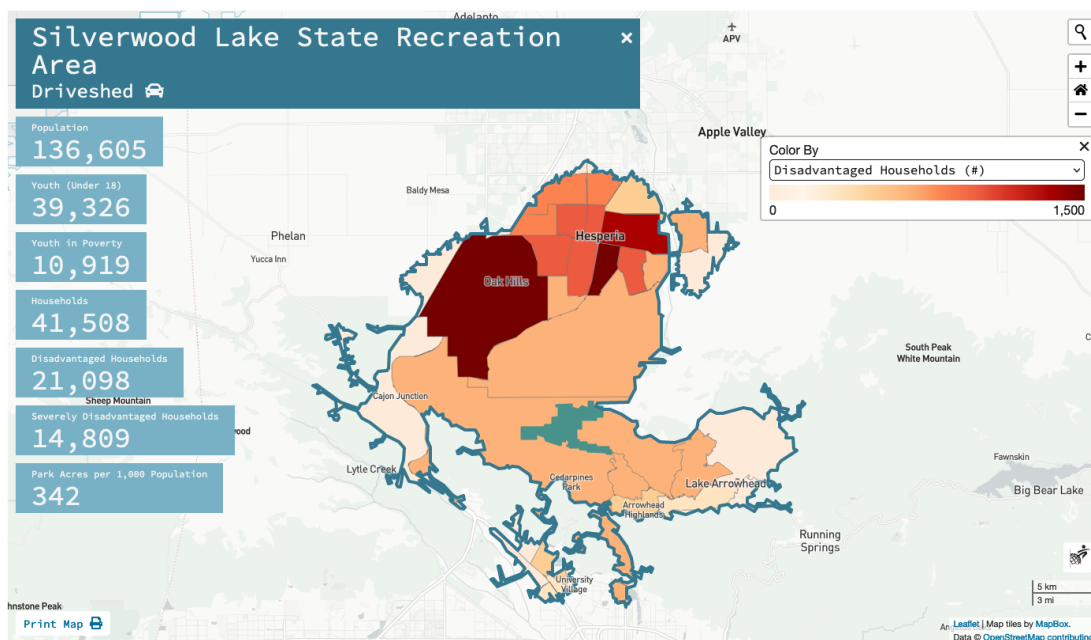 Adelanto
Silverwood Lake State Recreation
Area
×
Driveshed
APV
Population
136,605
Youth (Under 18)
39,326
Youth in Poverty
10,919
Households
41,508
Disadvantaged Households
21,098
Sheep Mountain
Severely Disadvantaged Households
14,809
Park Acres per 1,000 Population
342
Apple Valley
Color By
×
Disadvantaged Households (#)
0
1,500
+
−
Baldy Mesa
Phelan
Yucca Inn
Hesperia
Oak Hills
South Peak
White Mountain
Cajon Junction
Lytle Creek
Cedarpines
Park
Lake Arrowhead
Arrowhead
Highlands
Fawnskin
Big Bear Lake
Running
Springs
University
Village
5 km
3 mi
hnstone Peak
Print Map
Leaflet | Map tiles by MapBox.
Data © OpenStreetMap contributin